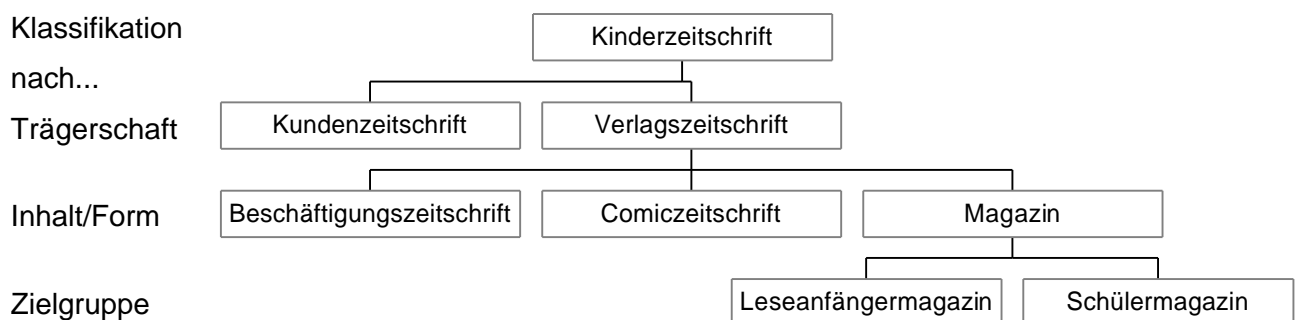 Klassifikation
nach...
Kinderzeitschrift
Trägerschaft
Kundenzeitschrift
Verlagszeitschrift
Inhalt/Form
Beschäftigungszeitschrift
Comiczeitschrift
Magazin
Zielgruppe
Leseanfängermagazin
Schülermagazin